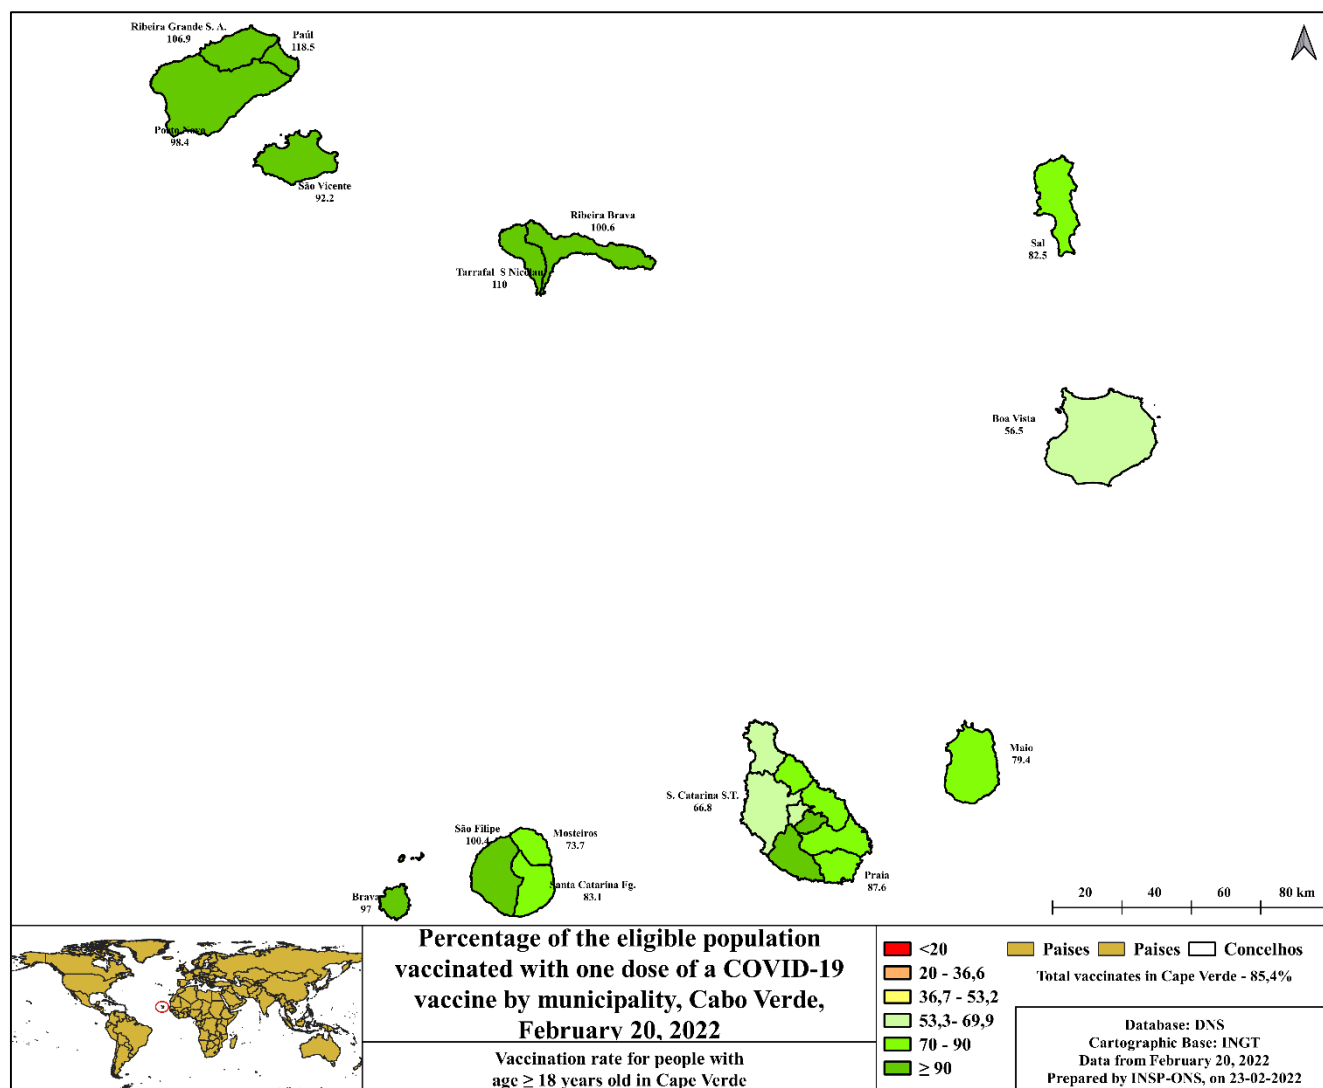 Ribeira Grande S. A.
106.9
Paúl
118.5
Porto Novo
98.4
São Vicente
92.2
Ribeira Brava
100.6
Tarrafal S Nicolau
110
Sal
82.5
Boa Vista
56.5
Maio
79.4
S. Catarina S.T.
66.8
Praia
87.6
São Filipe
100.4
Mosteiros
73.7
Santa Catarina Fg.
83.1
Brava
97
20 40 60 80 km
Percentage of the eligible population
vaccinated with one dose of a COVID-19
vaccine by municipality, Cabo Verde,
February 20, 2022
Vaccination rate for people with
age ≥ 18 years old in Cape Verde
<20
20 - 36,6
36,7 - 53,2
53,3- 69,9
70 - 90
≥ 90
Paises Paises Concelhos
Total vaccinates in Cape Verde - 85,4%
Database: DNS
Cartographic Base: INGT
Data from February 20, 2022
Prepared by INSP-ONS, on 23-02-2022